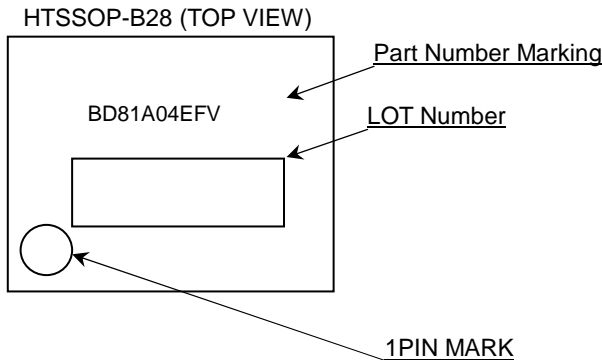 HTSSOP-B28 (TOP VIEW)
Part Number Marking
BD81A04EFV
LOT Number
1PIN MARK